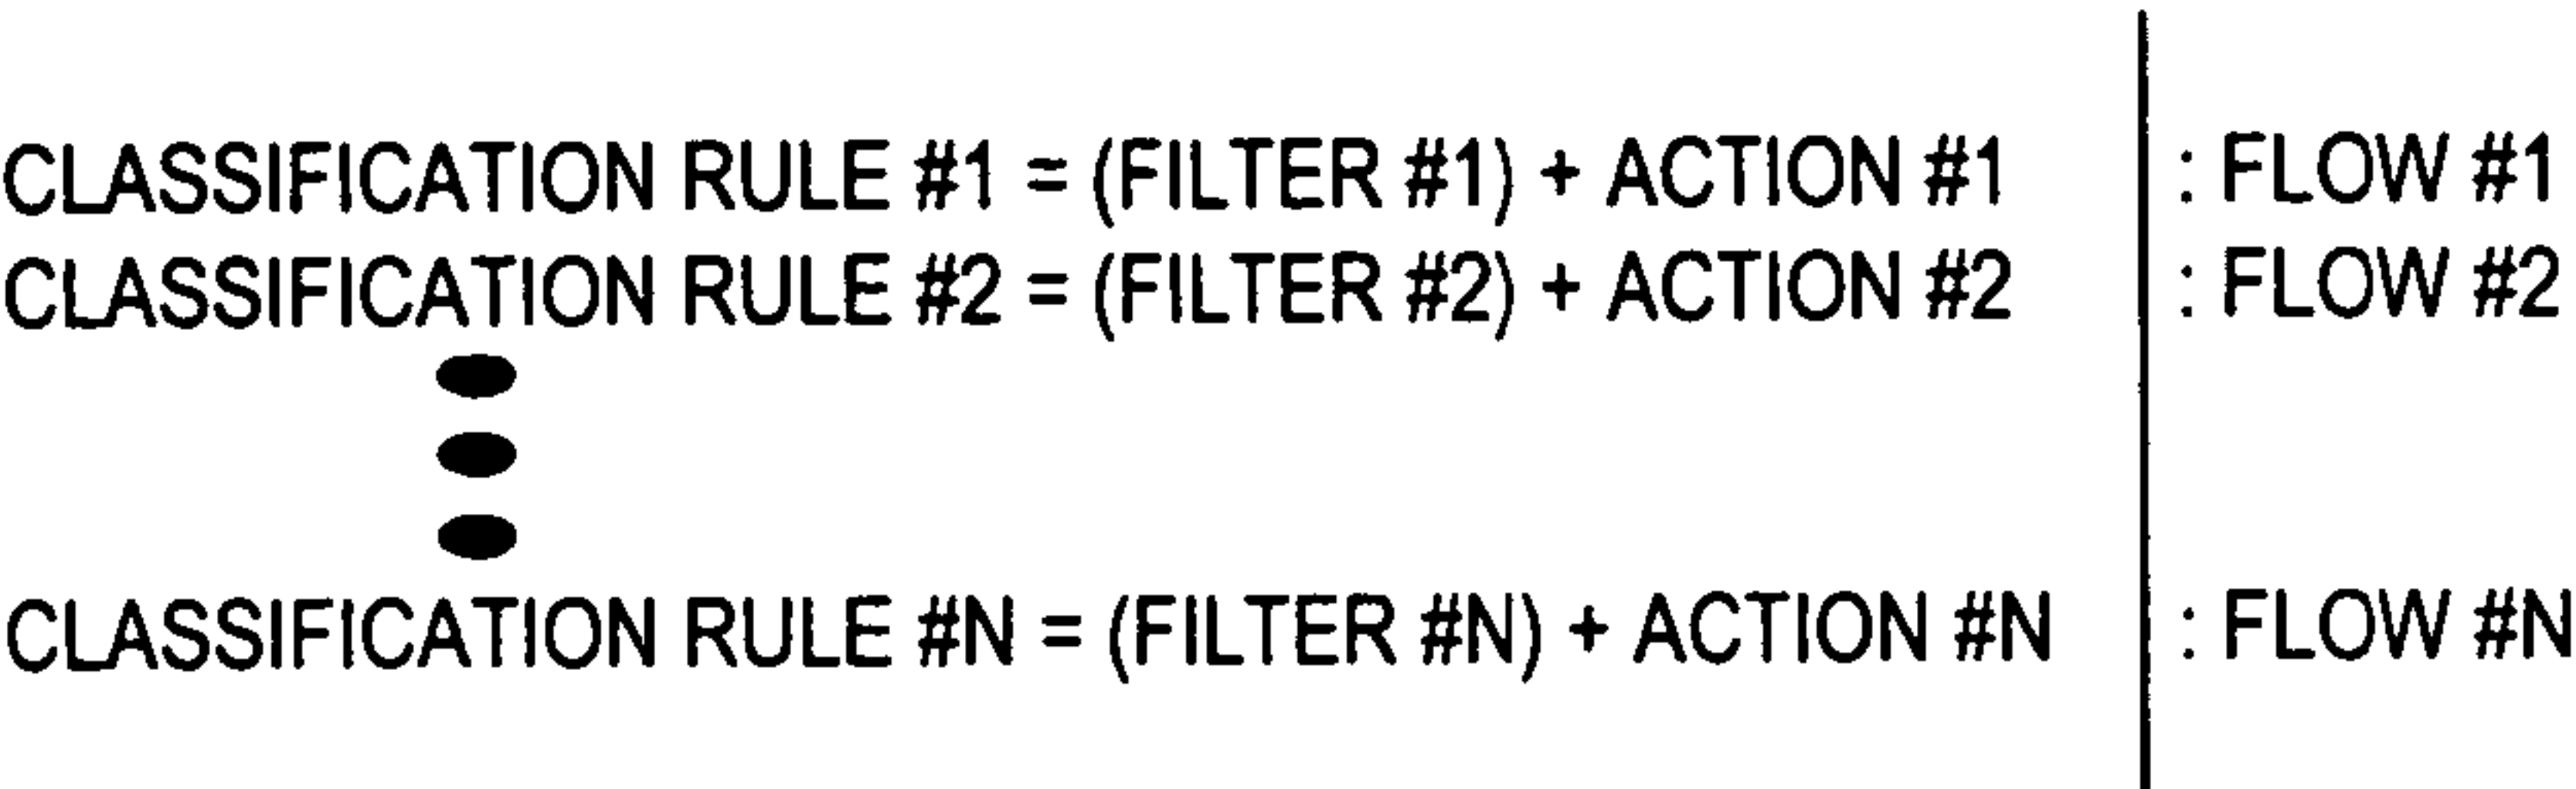 CLASSIFICATION RULE #1 = (FILTER #1) + ACTION #1 : FLOW #1
CLASSIFICATION RULE #2 = (FILTER #2) + ACTION #2 : FLOW #2
CLASSIFICATION RULE #N = (FILTER #N) + ACTION #N : FLOW #N